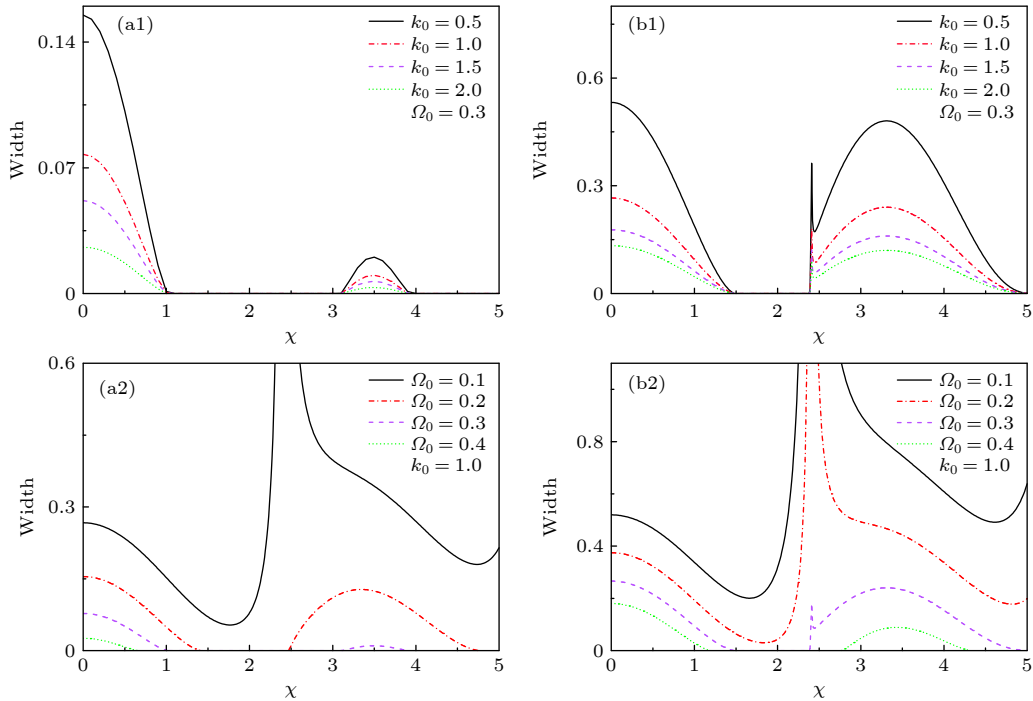 (a1)
k0 = 0.5
k0 = 1.0
k0 = 1.5
k0 = 2.0
Ω0 = 0.3
Width
0.14
0.07
0
0 1 2 3 4 5
χ
(b1)
k0 = 0.5
k0 = 1.0
k0 = 1.5
k0 = 2.0
Ω0 = 0.3
Width
0.6
0.3
0
0 1 2 3 4 5
χ
(a2)
Ω0 = 0.1
Ω0 = 0.2
Ω0 = 0.3
Ω0 = 0.4
k0 = 1.0
Width
0.6
0.3
0
0 1 2 3 4 5
χ
(b2)
Ω0 = 0.1
Ω0 = 0.2
Ω0 = 0.3
Ω0 = 0.4
k0 = 1.0
Width
0.8
0.4
0
0 1 2 3 4 5
χ